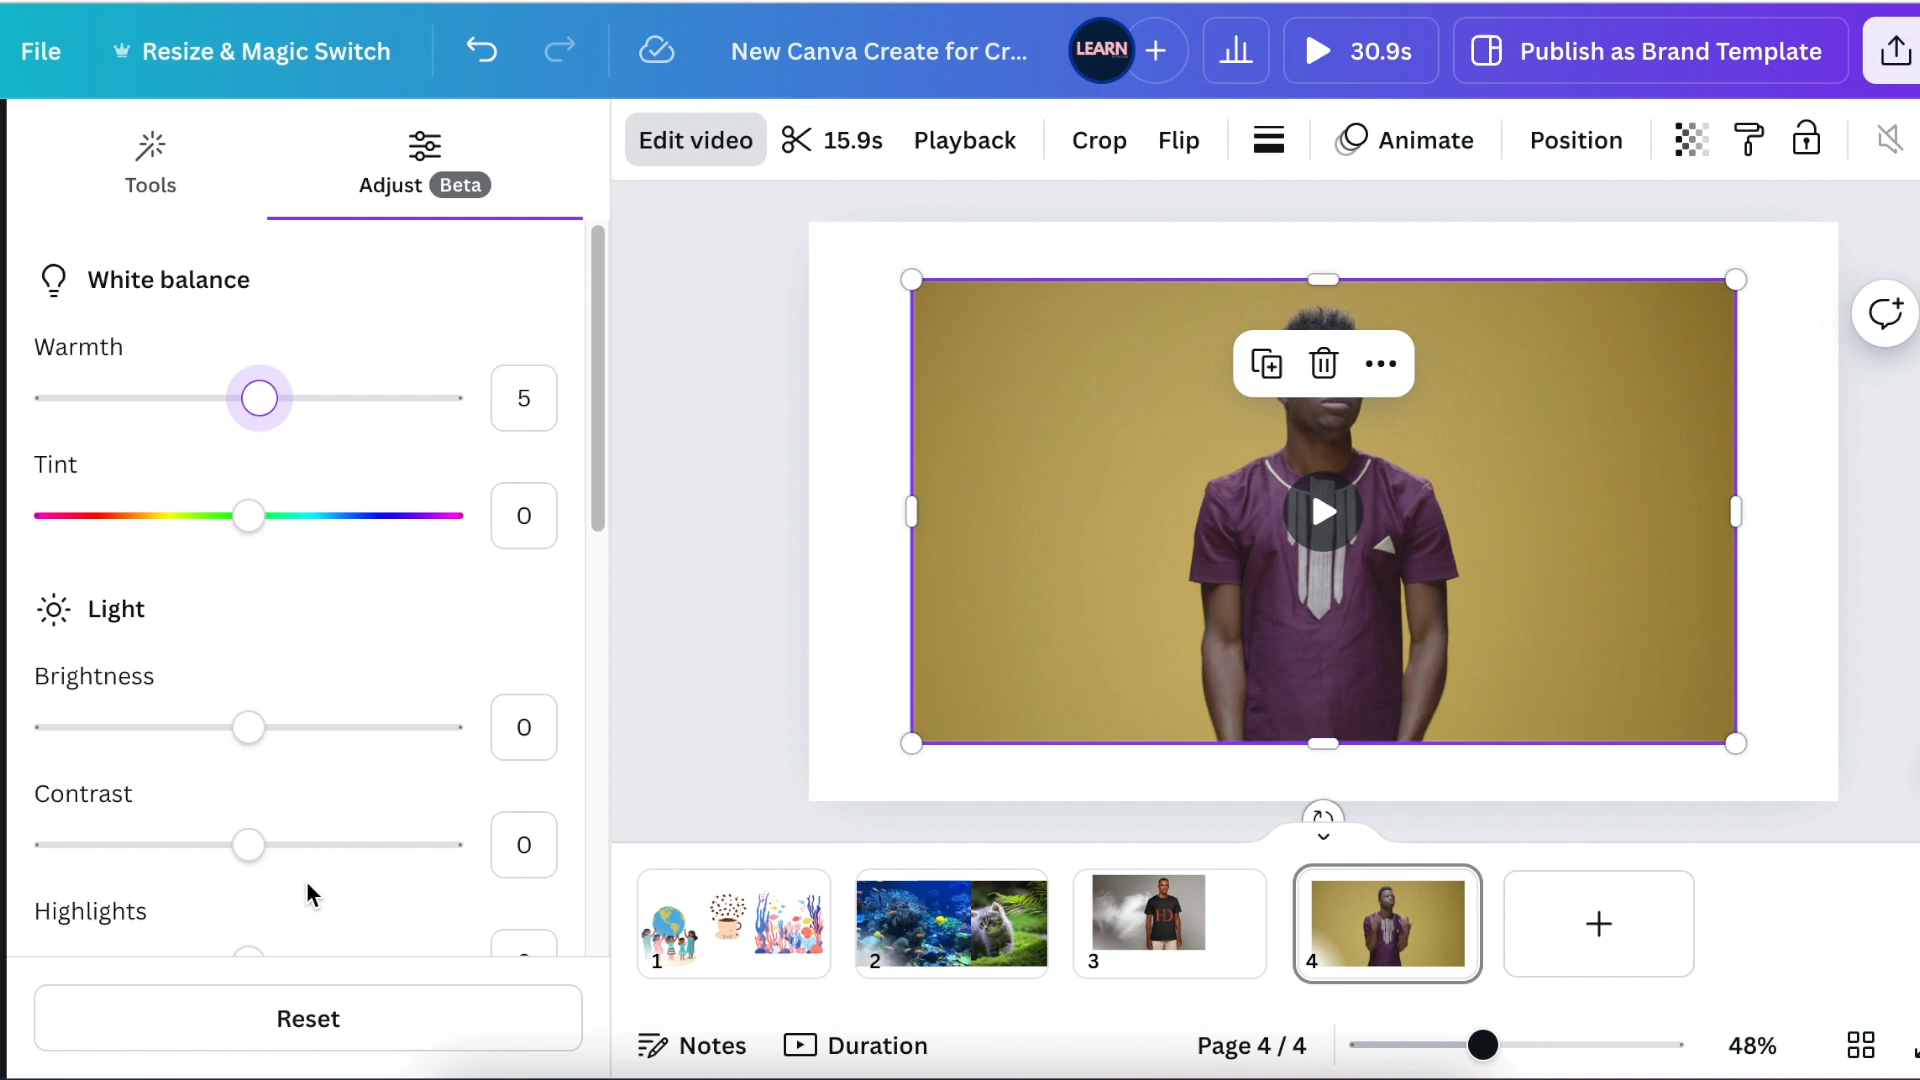 File
Resize & Magic Switch
New Canva Create for Cr...
LEARN
30.9s
Publish as Brand Template
Tools
Adjust Beta
Edit video
15.9s
Playback
Crop
Flip
Animate
Position
White balance
Warmth
5
Tint
0
Light
Brightness
0
Contrast
0
Highlights
Reset
HD
1
2
3
4
Notes
Duration
Page 4 / 4
48%